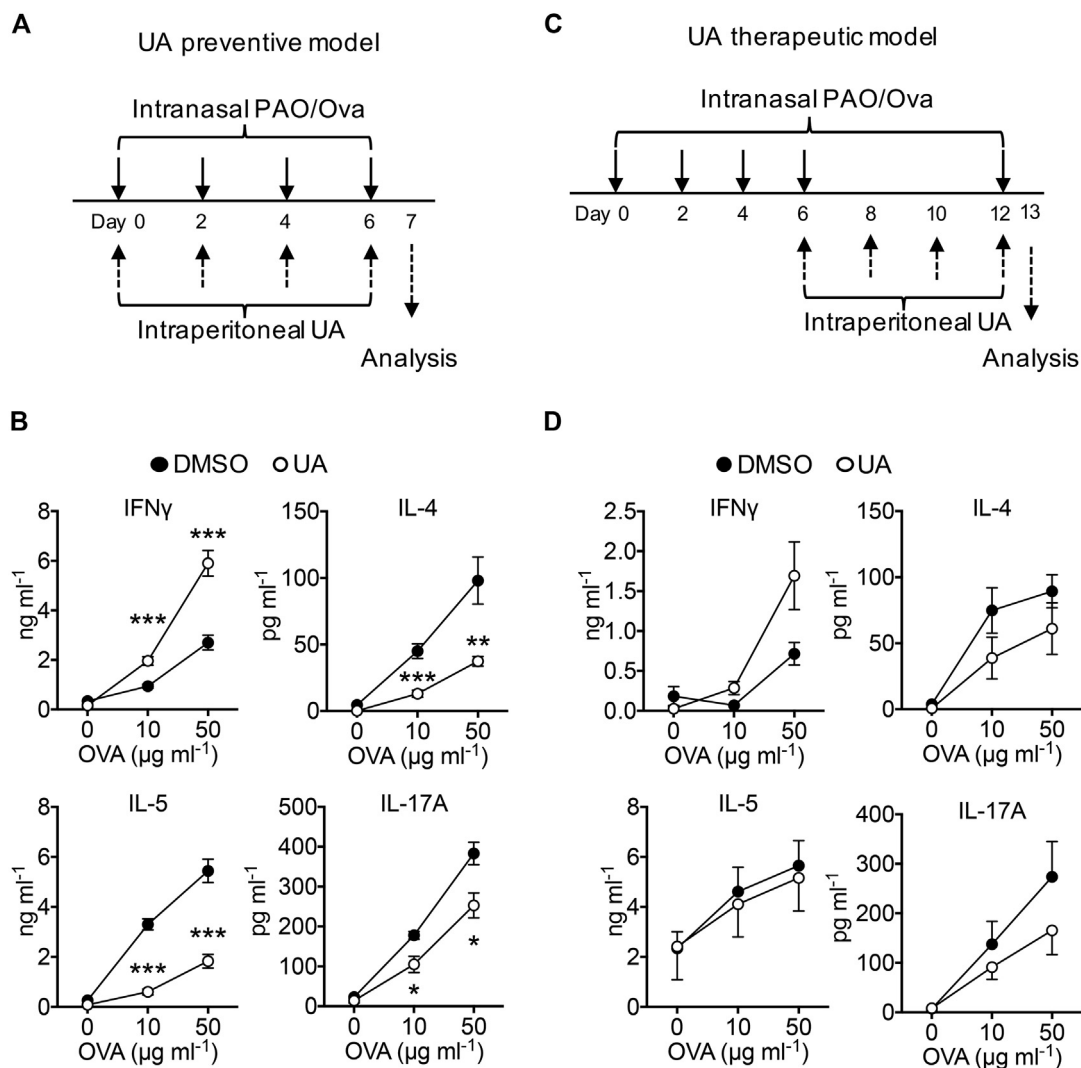 A
UA preventive model
Intranasal PAO/Ova
Day 0 2 4 6 7
Intraperitoneal UA
Analysis
C
UA therapeutic model
Intranasal PAO/Ova
Day 0 2 4 6 8 10 12 13
Intraperitoneal UA
Analysis
B
DMSO UA
IFNγ
8
6
4
2
0
ng ml⁻¹
***
***
0 10 50
OVA (µg ml⁻¹)
IL-4
150
100
50
0
pg ml⁻¹
***
**
0 10 50
OVA (µg ml⁻¹)
IL-5
8
6
4
2
0
ng ml⁻¹
***
***
0 10 50
OVA (µg ml⁻¹)
IL-17A
500
400
300
200
100
0
pg ml⁻¹
*
*
0 10 50
OVA (µg ml⁻¹)
D
DMSO UA
IFNγ
2.5
2.0
1.5
1.0
0.5
0.0
ng ml⁻¹
0 10 50
OVA (µg ml⁻¹)
IL-4
150
100
50
0
pg ml⁻¹
0 10 50
OVA (µg ml⁻¹)
IL-5
8
6
4
2
0
ng ml⁻¹
0 10 50
OVA (µg ml⁻¹)
IL-17A
400
300
200
100
0
pg ml⁻¹
0 10 50
OVA (µg ml⁻¹)